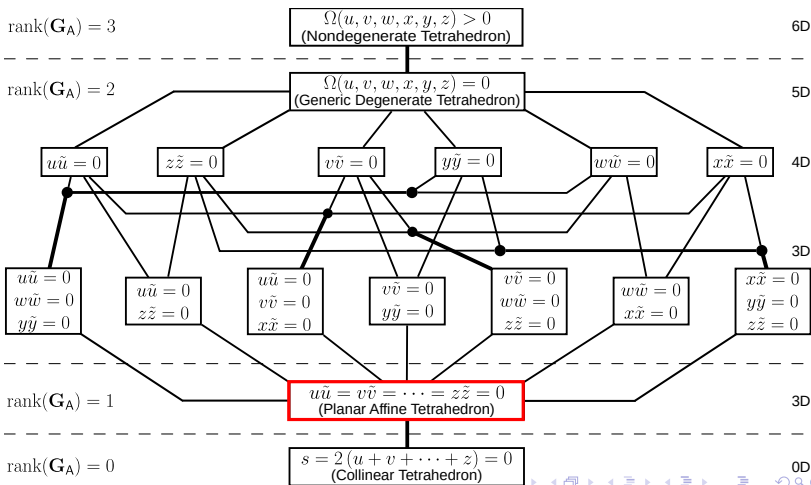 rank(G_A) = 3
Ω(u, v, w, x, y, z) > 0
(Nondegenerate Tetrahedron)
6D
rank(G_A) = 2
Ω(u, v, w, x, y, z) = 0
(Generic Degenerate Tetrahedron)
5D
uũ = 0
zz̃ = 0
vṽ = 0
yỹ = 0
ww̃ = 0
xx̃ = 0
4D
3D
uũ = 0
ww̃ = 0
yỹ = 0
uũ = 0
zz̃ = 0
uũ = 0
vṽ = 0
xx̃ = 0
vṽ = 0
yỹ = 0
vṽ = 0
ww̃ = 0
zz̃ = 0
ww̃ = 0
xx̃ = 0
xx̃ = 0
yỹ = 0
zz̃ = 0
rank(G_A) = 1
uũ = vṽ = ⋯ = zz̃ = 0
(Planar Affine Tetrahedron)
3D
rank(G_A) = 0
s = 2 (u + v + ⋯ + z) = 0
(Collinear Tetrahedron)
0D